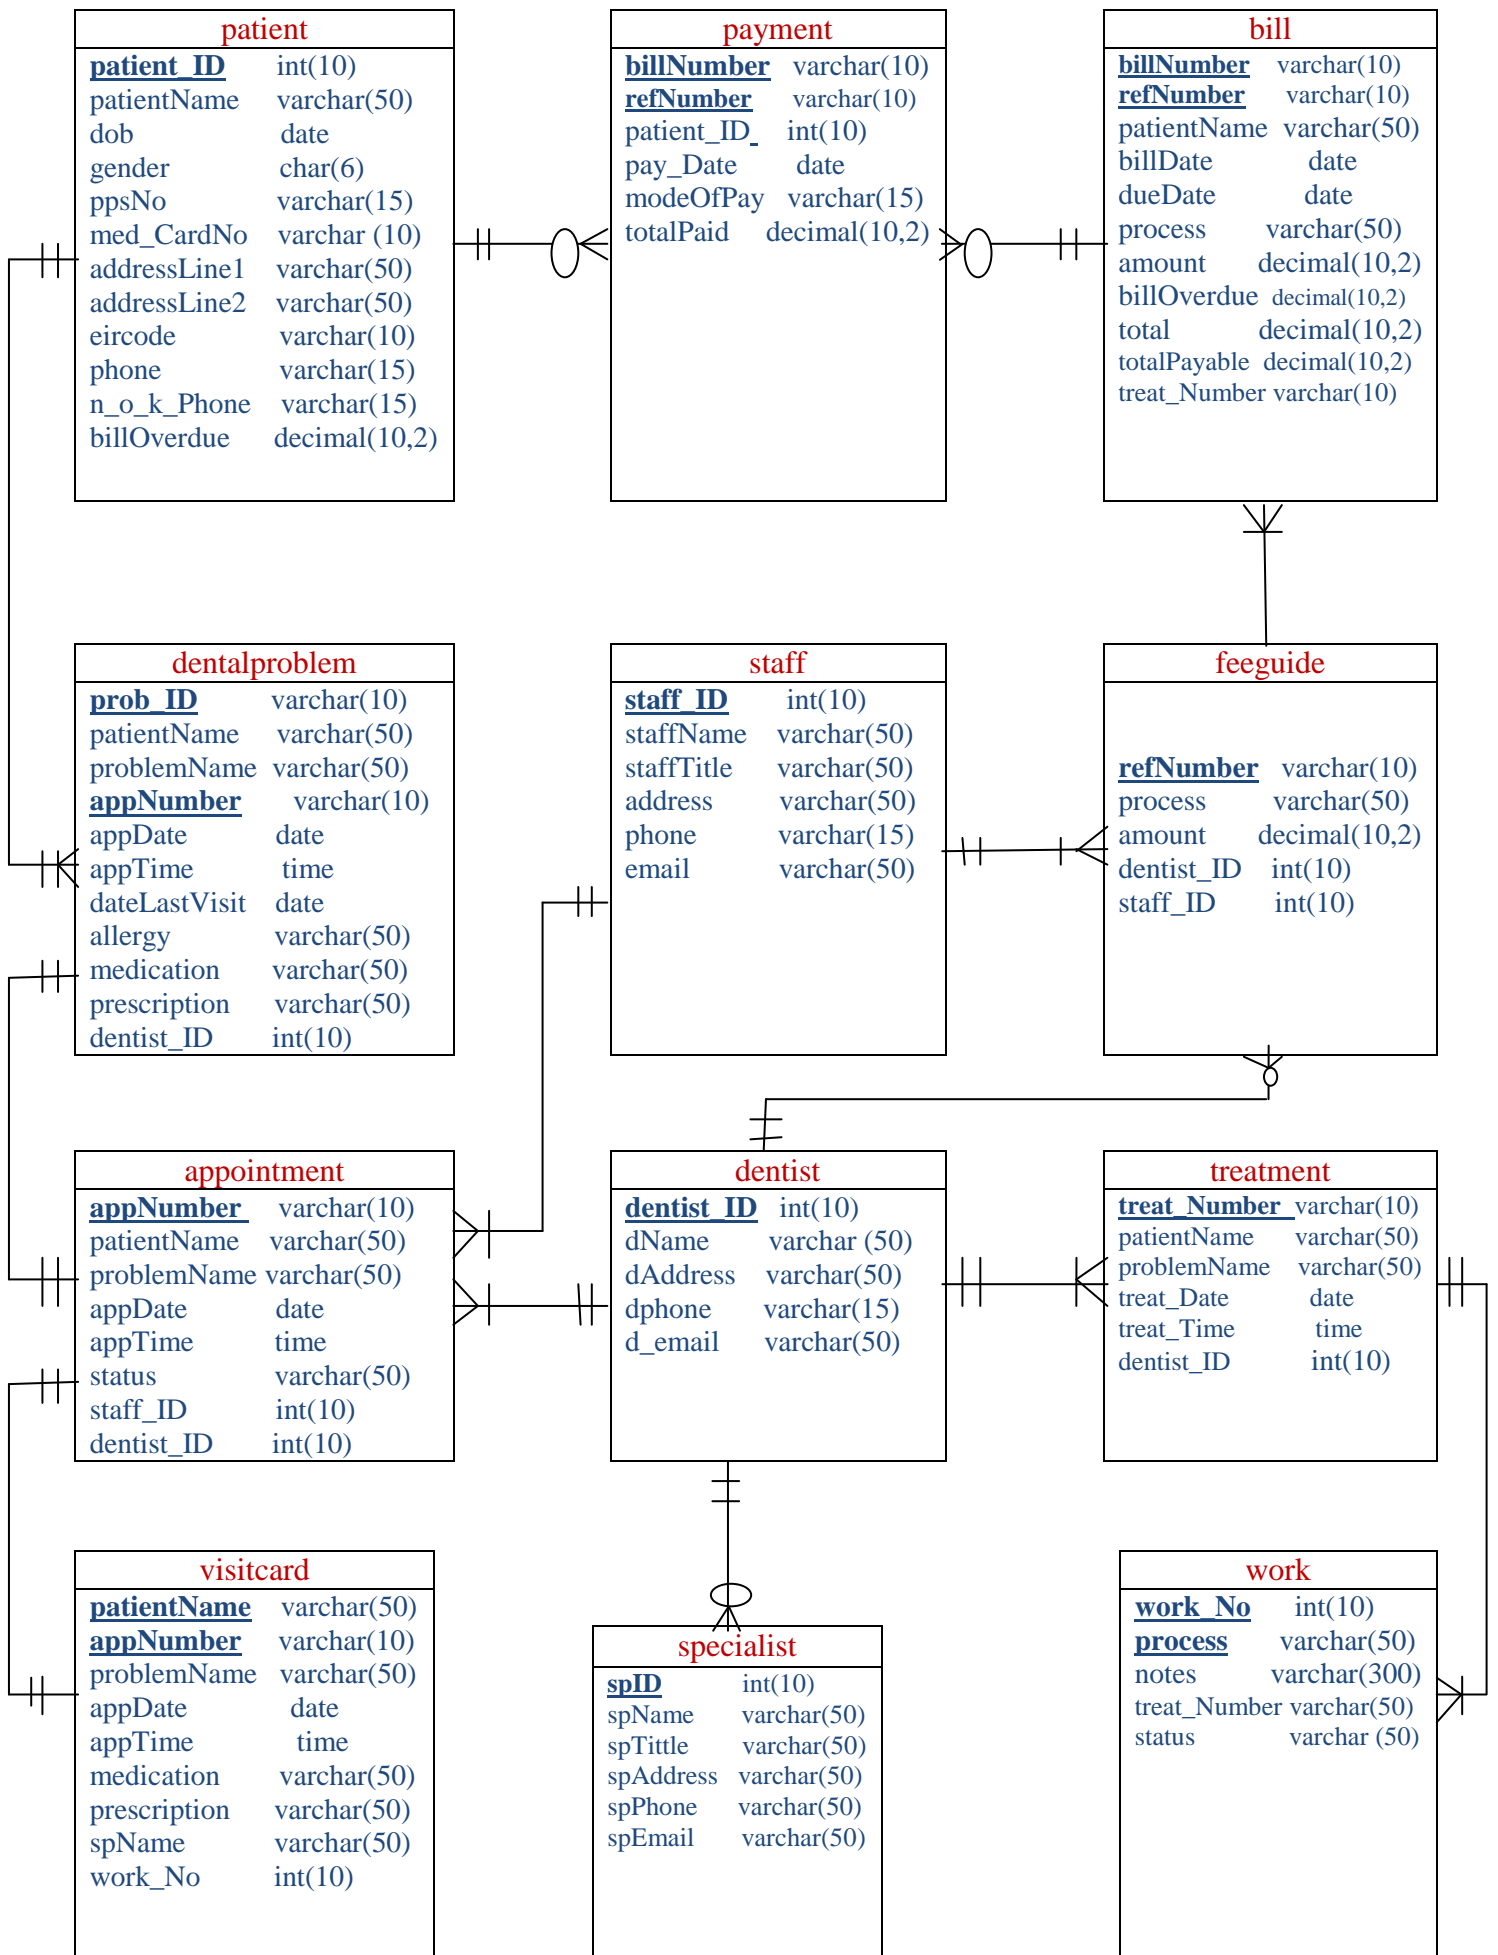 patient
patient_ID int(10)
patientName varchar(50)
dob date
gender char(6)
ppsNo varchar(15)
med_CardNo varchar (10)
addressLine1 varchar(50)
addressLine2 varchar(50)
eircode varchar(10)
phone varchar(15)
n_o_k_Phone varchar(15)
billOverdue decimal(10,2)
payment
billNumber varchar(10)
refNumber varchar(10)
patient_ID_ int(10)
pay_Date date
modeOfPay varchar(15)
totalPaid decimal(10,2)
bill
billNumber varchar(10)
refNumber varchar(10)
patientName varchar(50)
billDate date
dueDate date
process varchar(50)
amount decimal(10,2)
billOverdue decimal(10,2)
total decimal(10,2)
totalPayable decimal(10,2)
treat_Number varchar(10)
dentalproblem
prob_ID varchar(10)
patientName varchar(50)
problemName varchar(50)
appNumber varchar(10)
appDate date
appTime time
dateLastVisit date
allergy varchar(50)
medication varchar(50)
prescription varchar(50)
dentist_ID int(10)
staff
staff_ID int(10)
staffName varchar(50)
staffTitle varchar(50)
address varchar(50)
phone varchar(15)
email varchar(50)
feeguide
refNumber varchar(10)
process varchar(50)
amount decimal(10,2)
dentist_ID int(10)
staff_ID int(10)
appointment
appNumber varchar(10)
patientName varchar(50)
problemName varchar(50)
appDate date
appTime time
status varchar(50)
staff_ID int(10)
dentist_ID int(10)
dentist
dentist_ID int(10)
dName varchar (50)
dAddress varchar(50)
dphone varchar(15)
d_email varchar(50)
treatment
treat_Number varchar(10)
patientName varchar(50)
problemName varchar(50)
treat_Date date
treat_Time time
dentist_ID int(10)
visitcard
patientName varchar(50)
appNumber varchar(10)
problemName varchar(50)
appDate date
appTime time
medication varchar(50)
prescription varchar(50)
spName varchar(50)
work_No int(10)
specialist
spID int(10)
spName varchar(50)
spTittle varchar(50)
spAddress varchar(50)
spPhone varchar(50)
spEmail varchar(50)
work
work_No int(10)
process varchar(50)
notes varchar(300)
treat_Number varchar(50)
status varchar (50)